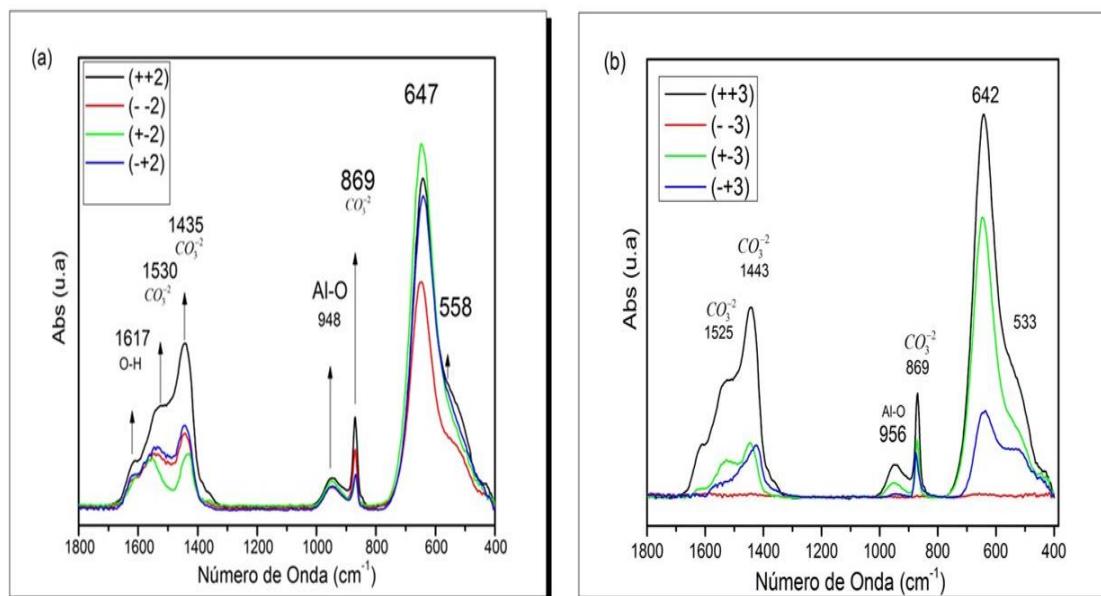 (a)
(++2)
(- -2)
(+-2)
(-+2)
647
869
CO₃⁻²
1435
CO₃⁻²
1530
CO₃⁻²
Al-O
948
558
1617
O-H
Abs (u.a)
1800 1600 1400 1200 1000 800 600 400
Número de Onda (cm⁻¹)
(b)
(++3)
(- -3)
(+-3)
(-+3)
642
CO₃⁻²
1443
CO₃⁻²
1525
533
CO₃⁻²
869
Al-O
956
Abs (u.a)
1800 1600 1400 1200 1000 800 600 400
Número de Onda (cm⁻¹)